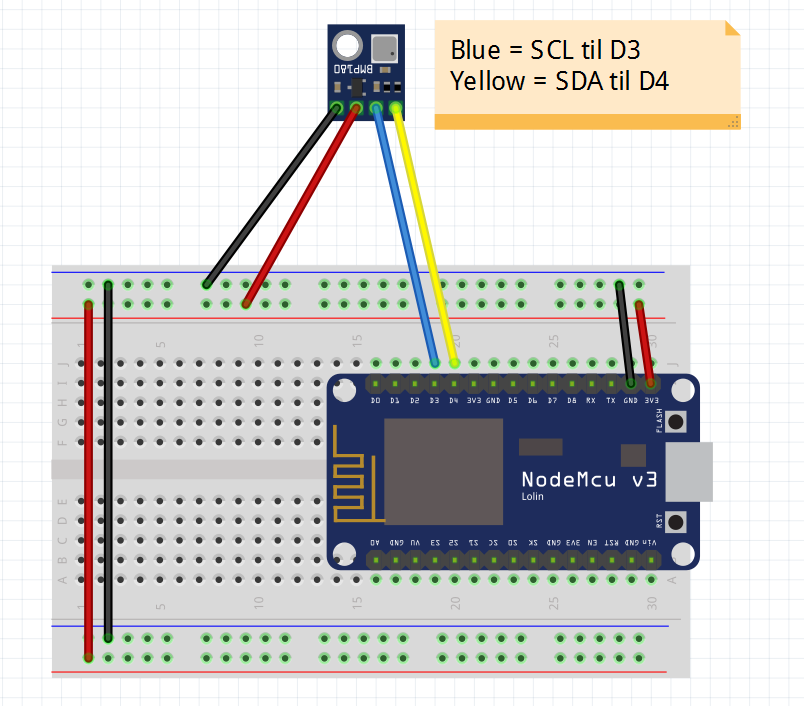 Blue = SCL til D3
Yellow = SDA til D4
BMP180
1 5 10 15 20 25 30
J J
I
H
G
F
D0 D1 D2 D3 D4 3V3 GND D5 D6 D7 D8 RX TX GND 3V3
FLASH
NodeMcu v3
Lolin
RST
E
D
C
B
A A
A0 GND VU S3 S2 S1 SC S0 SK GND 3V3 EN RST GND Vin
1 5 10 15 20 25 30